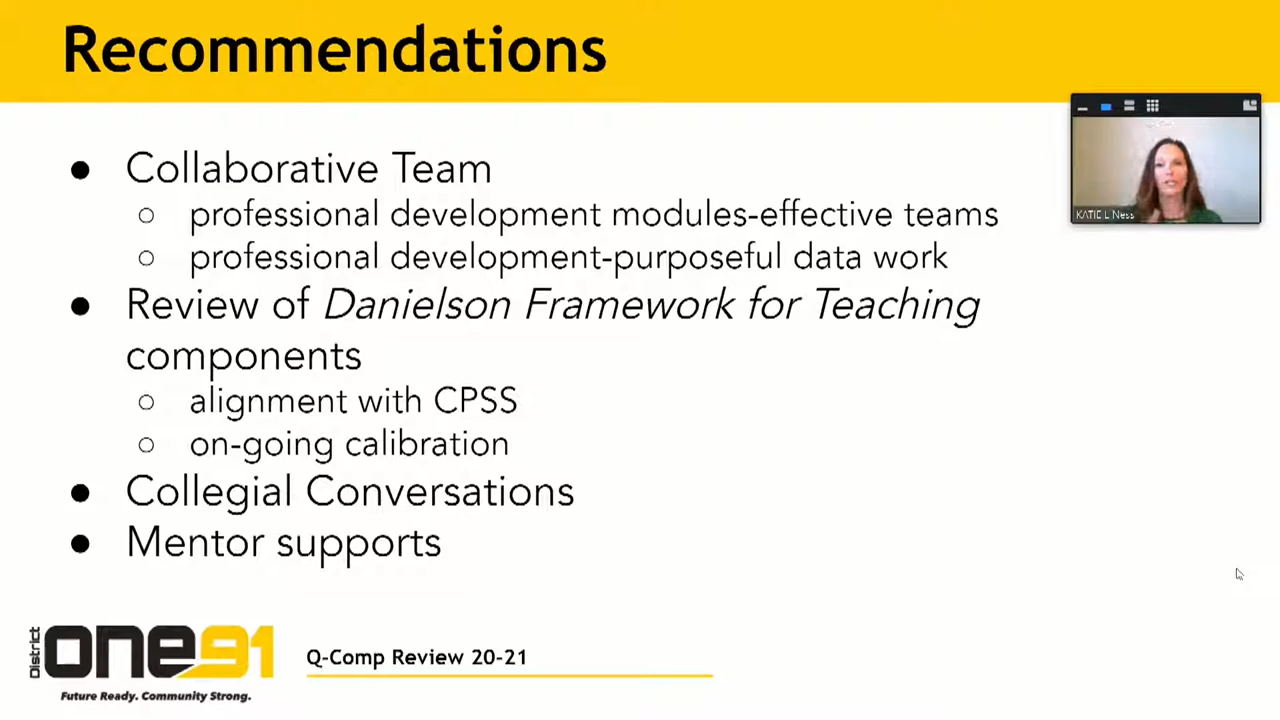 Recommendations
● Collaborative Team
○ professional development modules-effective teams
○ professional development-purposeful data work
● Review of Danielson Framework for Teaching
components
○ alignment with CPSS
○ on-going calibration
● Collegial Conversations
● Mentor supports
KATIE L Ness
District one91
Future Ready. Community Strong.
Q-Comp Review 20-21